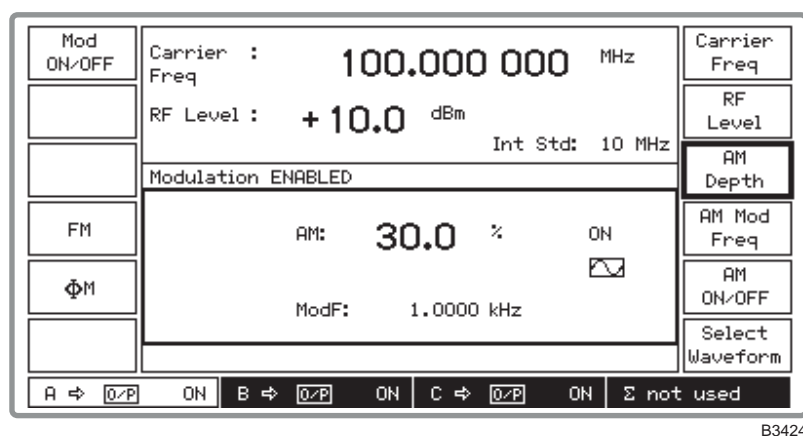 Mod
ON/OFF
FM
ΦM
Carrier :
Freq
100.000 000 MHz
RF Level : +10.0 dBm
Int Std: 10 MHz
Modulation ENABLED
AM: 30.0 % ON
ModF: 1.0000 kHz
Carrier
Freq
RF
Level
AM
Depth
AM Mod
Freq
AM
ON/OFF
Select
Waveform
A ⇨ O/P ON B ⇨ O/P ON C ⇨ O/P ON Σ not used
B3424